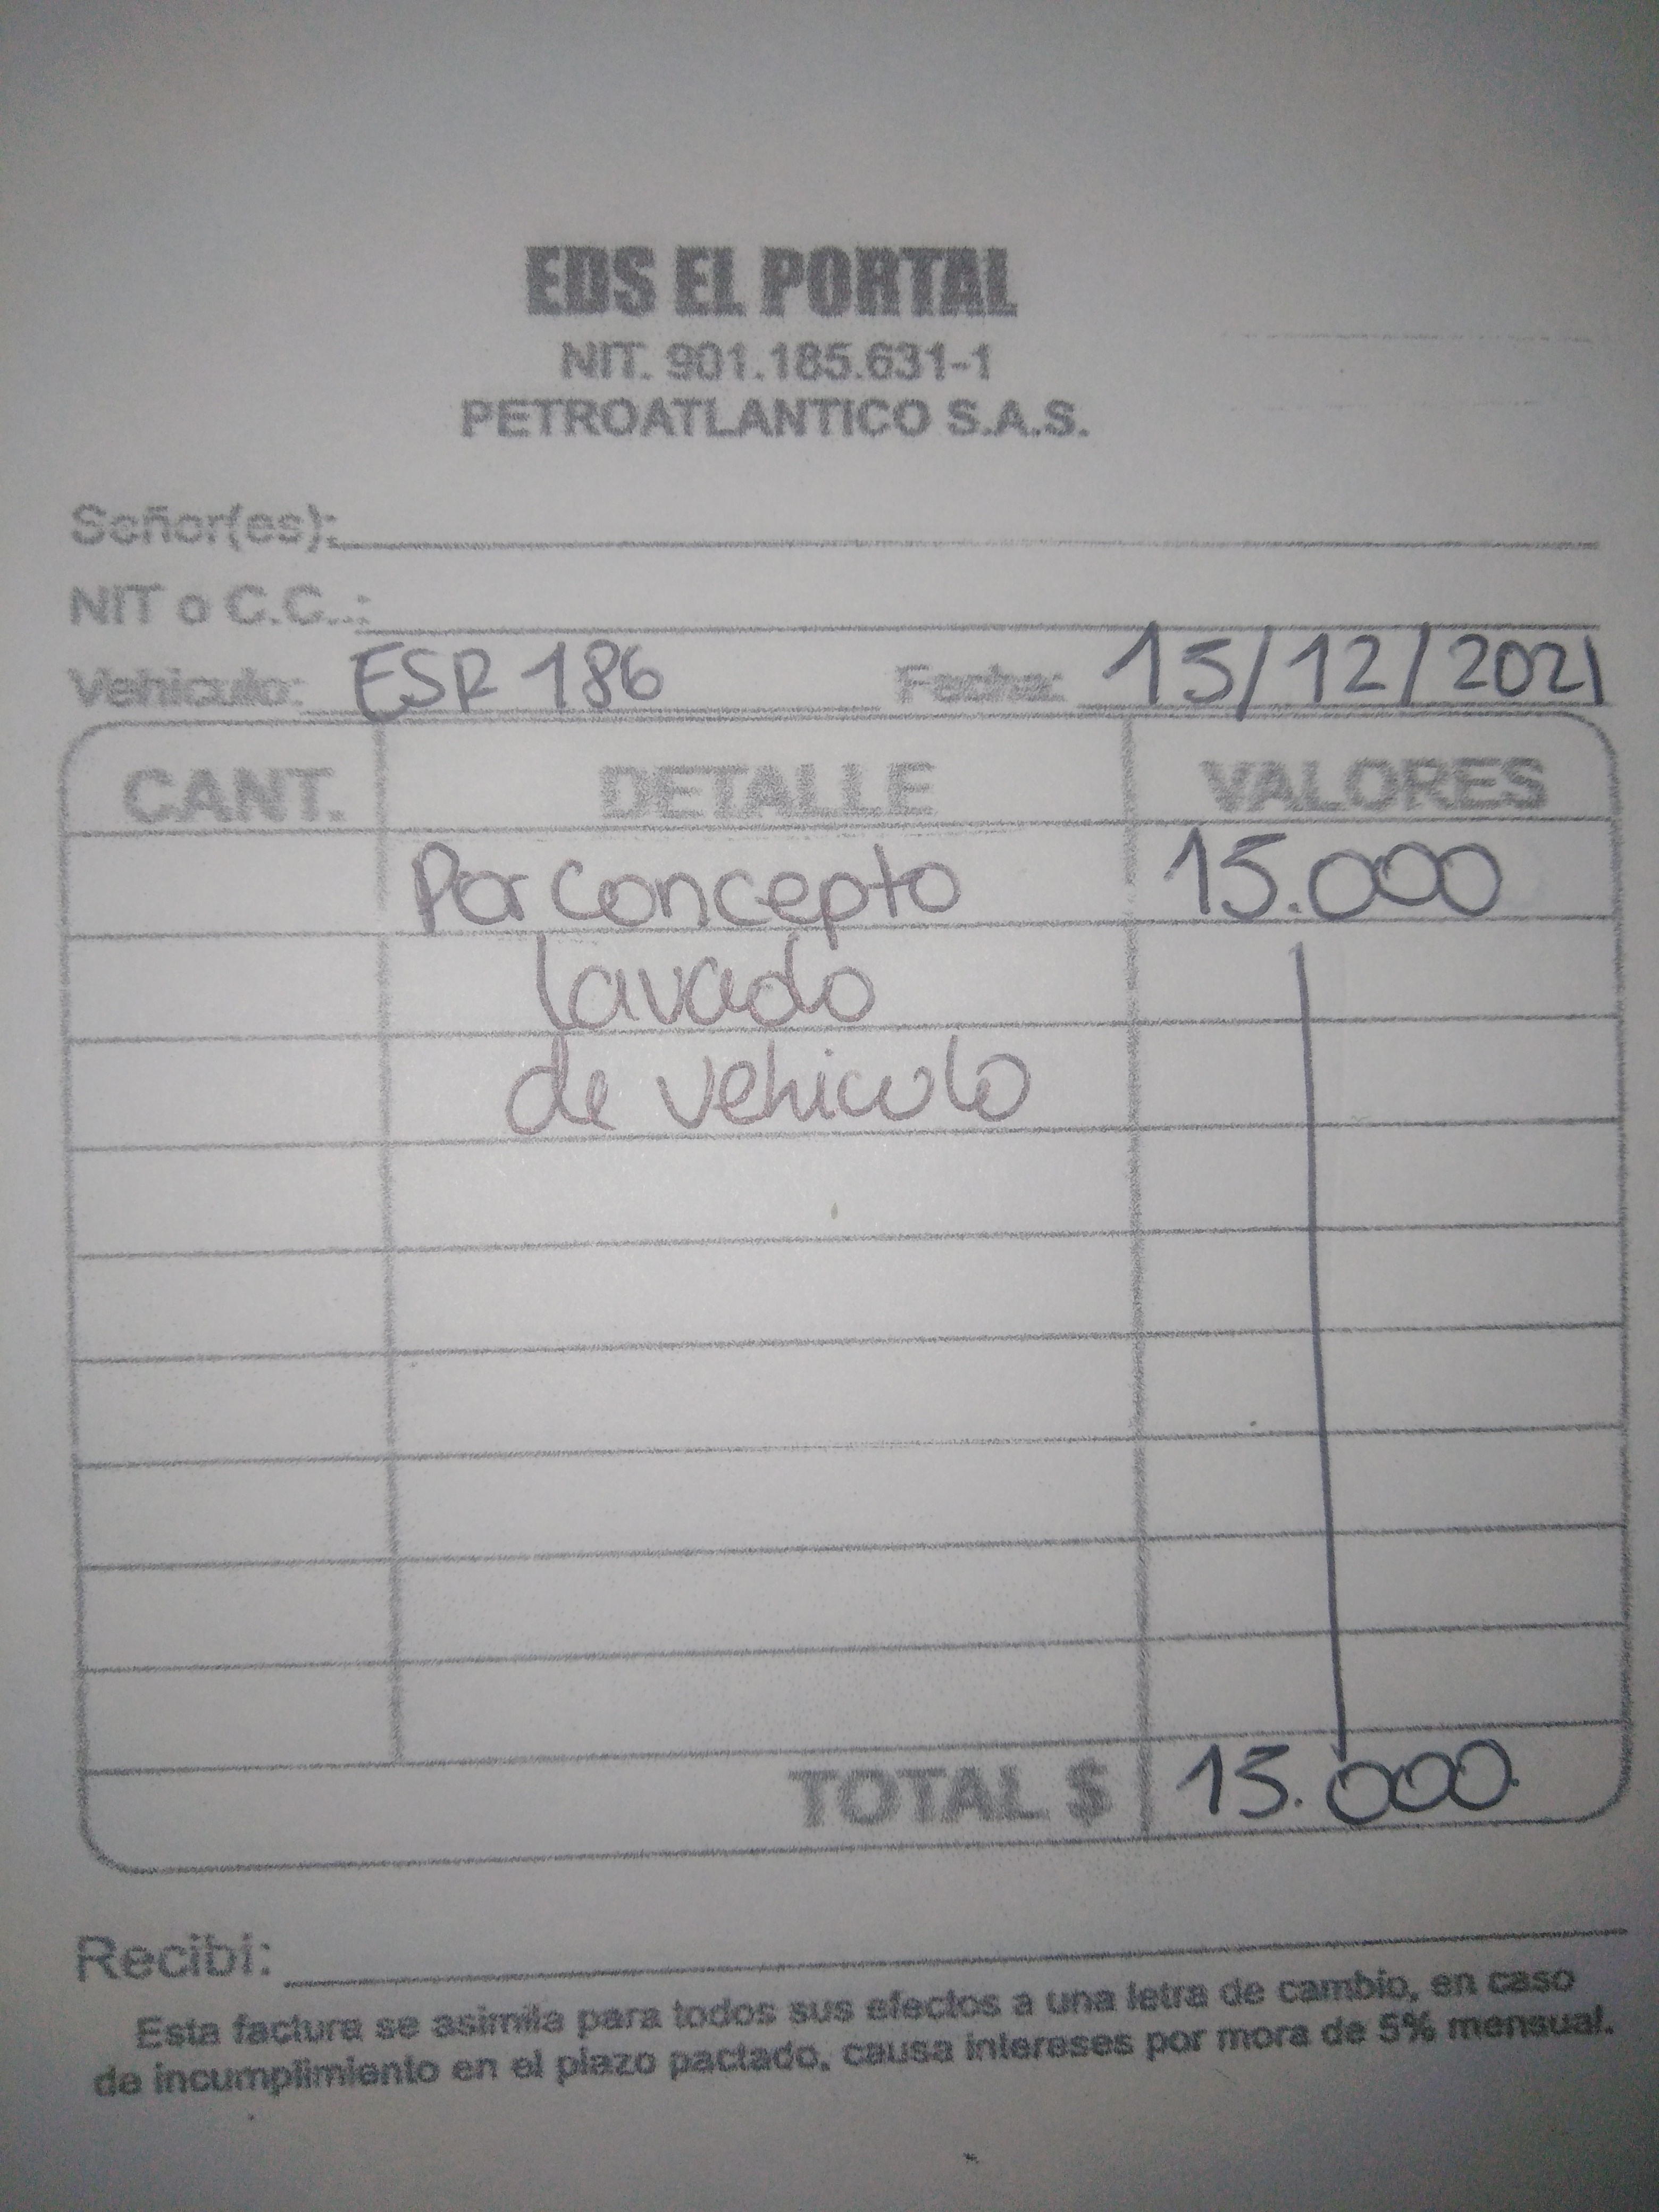 EDS EL PORTAL
NIT. 901.185.631-1
PETROATLANTICO S.A.S.
Señor(es):
NIT o C.C..:
Vehiculo: ESR 186 Fecha: 15/12/2021
CANT. DETALLE VALORES
Por concepto 15.000
lavado
de vehiculo
TOTAL $ 15.000
Recibi:
Esta factura se asimila para todos sus efectos a una letra de cambio, en caso
de incumplimiento en el plazo pactado, causa intereses por mora de 5% mensual.